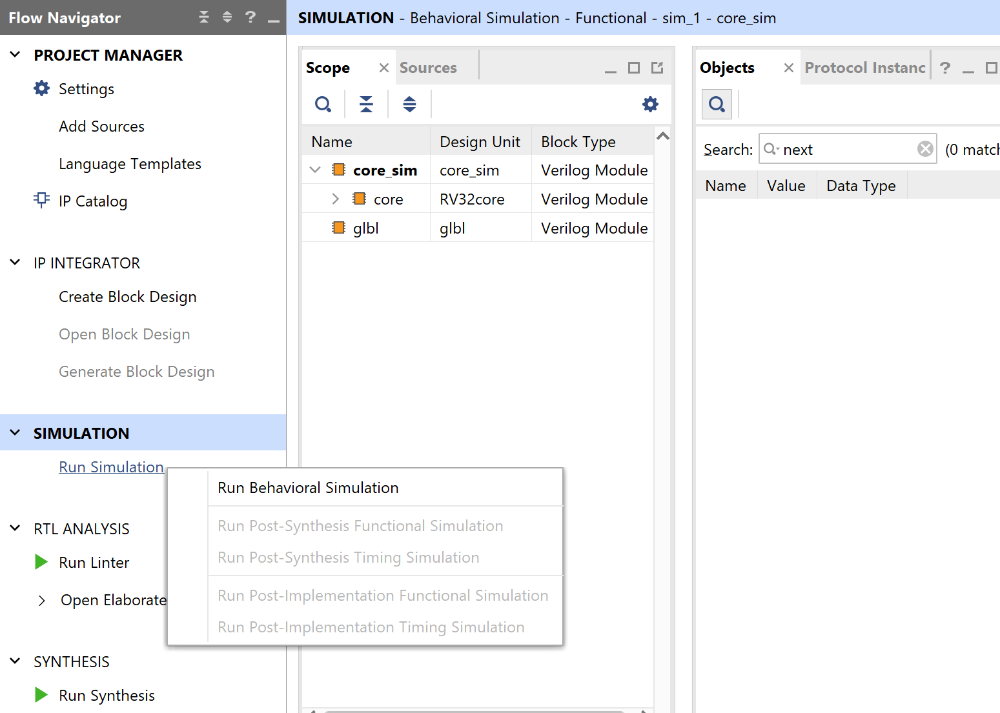 Flow Navigator
?
SIMULATION - Behavioral Simulation - Functional - sim_1 - core_sim
PROJECT MANAGER
Settings
Add Sources
Language Templates
IP Catalog
IP INTEGRATOR
Create Block Design
Open Block Design
Generate Block Design
SIMULATION
Run Simulation
RTL ANALYSIS
Run Linter
Open Elaborate
SYNTHESIS
Run Synthesis
Scope
Sources
Name Design Unit Block Type
core_sim core_sim Verilog Module
core RV32core Verilog Module
glbl glbl Verilog Module
Run Behavioral Simulation
Run Post-Synthesis Functional Simulation
Run Post-Synthesis Timing Simulation
Run Post-Implementation Functional Simulation
Run Post-Implementation Timing Simulation
Objects
Protocol Instanc
?
Search: next (0 match
Name Value Data Type